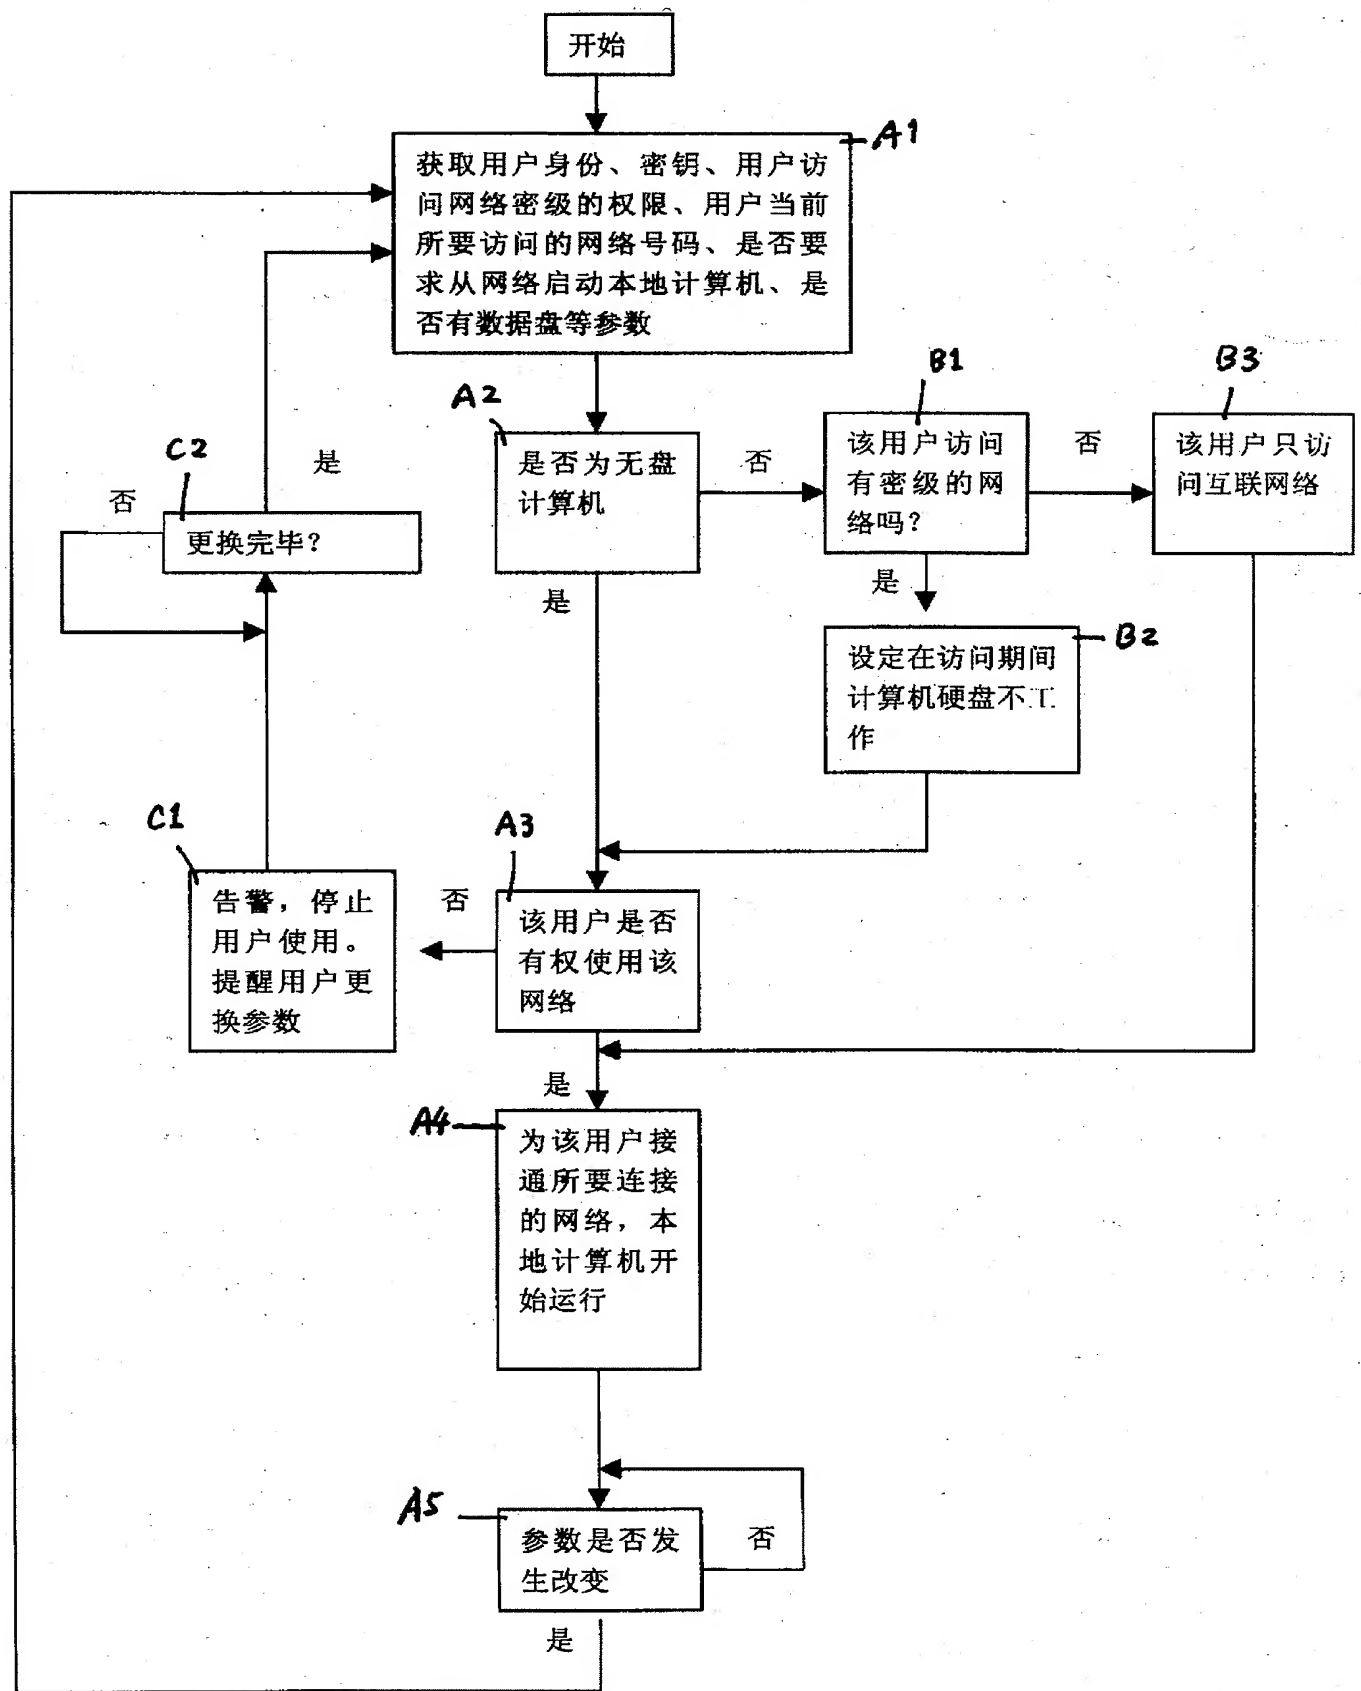 开始
A1
获取用户身份、密钥、用户访
问网络密级的权限、用户当前
所要访问的网络号码、是否要
求从网络启动本地计算机、是
否有数据盘等参数
A2
是否为无盘
计算机
否
是
B1
该用户访问
有密级的网
络吗？
否
是
B3
该用户只访
问互联网络
C2
是
否
更换完毕？
B2
设定在访问期间
计算机硬盘不工
作
C1
告警，停止
用户使用。
提醒用户更
换参数
否
A3
该用户是否
有权使用该
网络
是
A4
为该用户接
通所要连接
的网络，本
地计算机开
始运行
A5
参数是否发
生改变
否
是